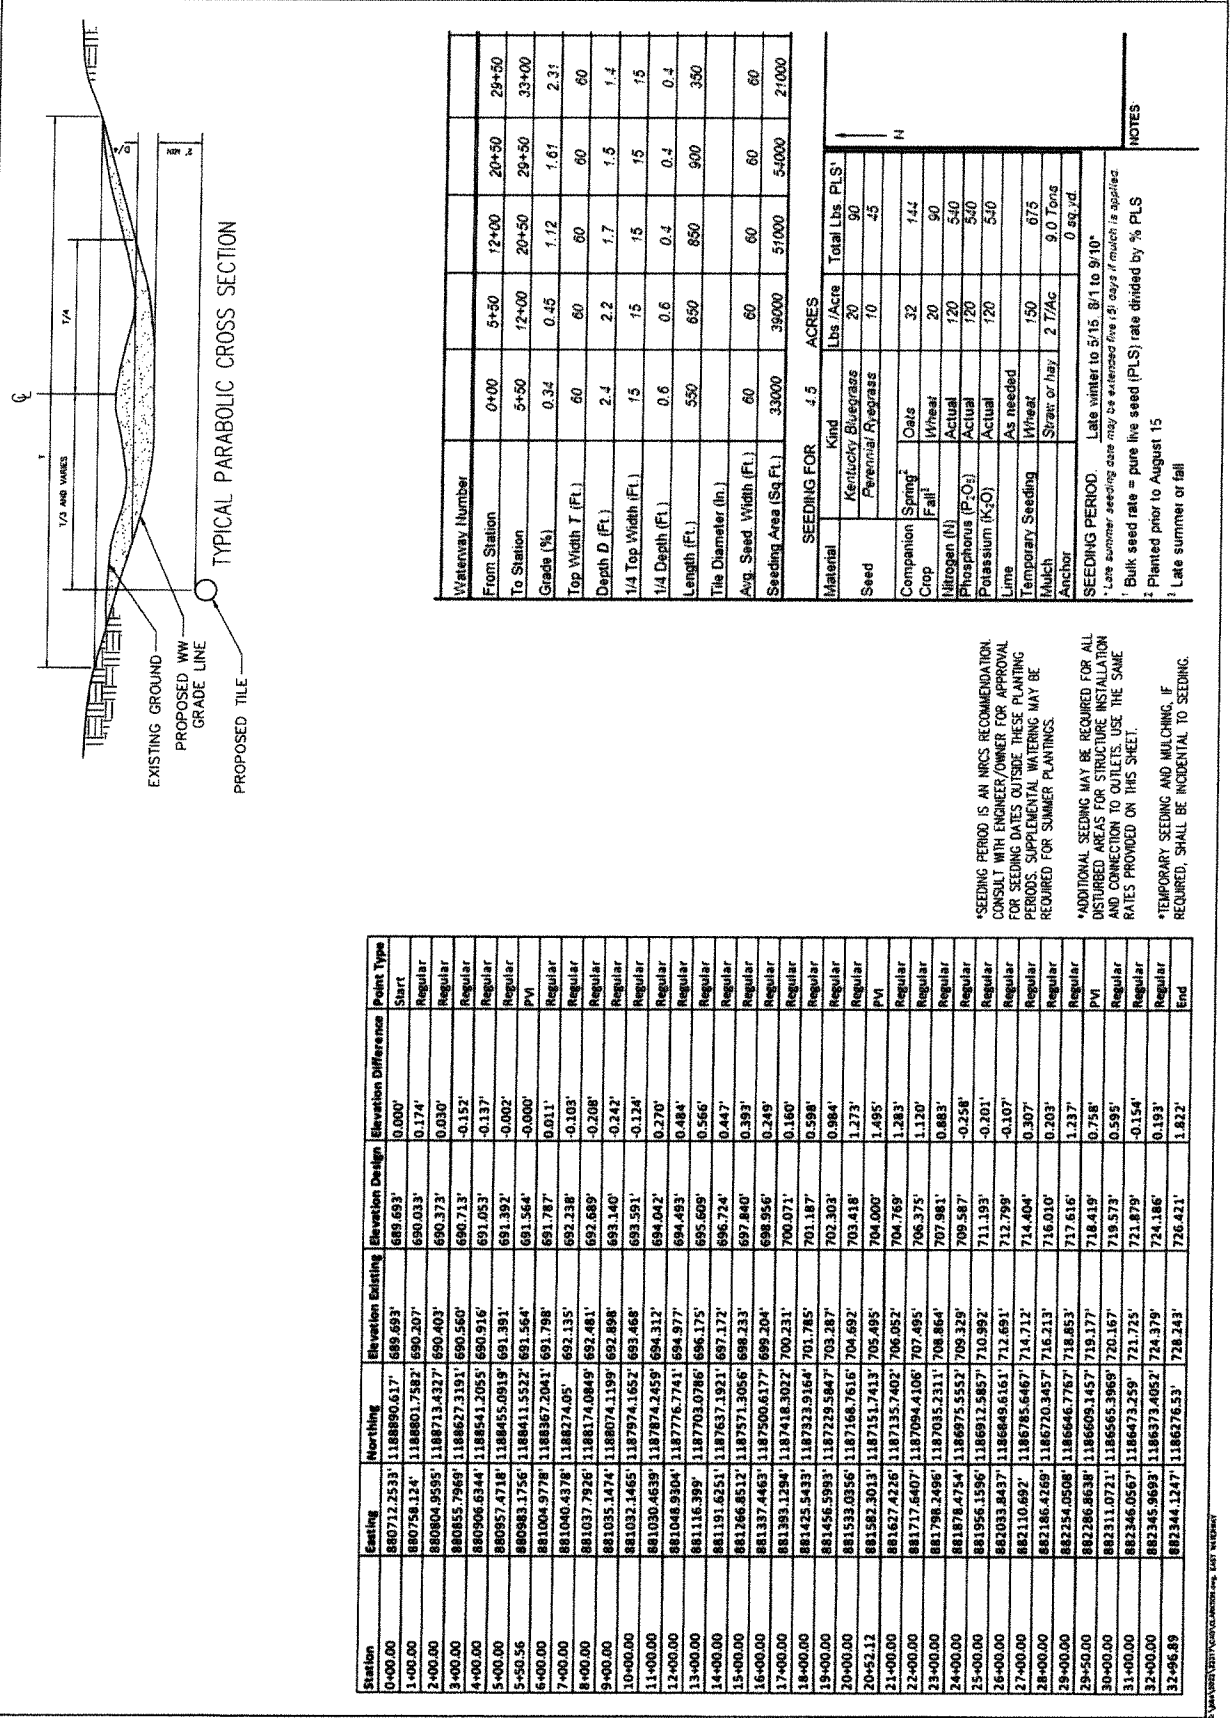 ℄
T
T/3 AND VARIES
T/4
D/4
2' MIN
EXISTING GROUND
PROPOSED WW
GRADE LINE
PROPOSED TILE
TYPICAL PARABOLIC CROSS SECTION
Station Easting Northing Elevation Existing Elevation Design Elevation Difference Point Type
0+00.00 880712.2533' 1188890.617' 689.693' 689.693' 0.000' Start
1+00.00 880758.124' 1188801.7582' 690.207' 690.033' 0.174' Regular
2+00.00 880804.9595' 1188713.4327' 690.403' 690.373' 0.030' Regular
3+00.00 880855.7969' 1188627.3191' 690.560' 690.713' -0.152' Regular
4+00.00 880906.6344' 1188541.2055' 690.916' 691.053' -0.137' Regular
5+00.00 880957.4718' 1188455.0919' 691.391' 691.392' -0.002' Regular
5+50.56 880983.1756' 1188411.5522' 691.564' 691.564' -0.000' PVI
6+00.00 881004.9778' 1188367.2041' 691.798' 691.787' 0.011' Regular
7+00.00 881040.4378' 1188274.05' 692.135' 692.238' -0.103' Regular
8+00.00 881037.7926' 1188174.0849' 692.481' 692.689' -0.208' Regular
9+00.00 881035.1474' 1188074.1199' 692.898' 693.140' -0.242' Regular
10+00.00 881032.1465' 1187974.1652' 693.468' 693.591' -0.124' Regular
11+00.00 881030.4639' 1187874.2459' 694.312' 694.042' 0.270' Regular
12+00.00 881048.9304' 1187776.7741' 694.977' 694.493' 0.484' Regular
13+00.00 881116.399' 1187703.0786' 696.175' 695.609' 0.566' Regular
14+00.00 881191.6251' 1187637.1921' 697.172' 696.724' 0.447' Regular
15+00.00 881266.8512' 1187571.3056' 698.233' 697.840' 0.393' Regular
16+00.00 881337.4463' 1187500.6177' 699.204' 698.956' 0.249' Regular
17+00.00 881393.1294' 1187418.3022' 700.231' 700.071' 0.160' Regular
18+00.00 881425.5433' 1187323.9164' 701.785' 701.187' 0.598' Regular
19+00.00 881456.5993' 1187229.5847' 703.287' 702.303' 0.984' Regular
20+00.00 881533.0356' 1187168.7616' 704.692' 703.418' 1.273' Regular
20+52.12 881582.3013' 1187151.7413' 705.495' 704.000' 1.495' PVI
21+00.00 881627.4226' 1187135.7402' 706.052' 704.769' 1.283' Regular
22+00.00 881717.6407' 1187094.4106' 707.495' 706.375' 1.120' Regular
23+00.00 881798.2496' 1187035.2311' 708.864' 707.981' 0.883' Regular
24+00.00 881878.4754' 1186975.5552' 709.329' 709.587' -0.258' Regular
25+00.00 881956.1596' 1186912.5857' 710.992' 711.193' -0.201' Regular
26+00.00 882033.8437' 1186849.6161' 712.691' 712.799' -0.107' Regular
27+00.00 882110.692' 1186785.6467' 714.712' 714.404' 0.307' Regular
28+00.00 882186.4269' 1186720.3457' 716.213' 716.010' 0.203' Regular
29+00.00 882254.0508' 1186646.7767' 718.853' 717.616' 1.237' Regular
29+50.00 882286.8638' 1186609.1457' 719.177' 718.419' 0.758' PVI
30+00.00 882311.0721' 1186565.3969' 720.167' 719.573' 0.595' Regular
31+00.00 882346.0567' 1186473.259' 721.725' 721.879' -0.154' Regular
32+00.00 882345.9693' 1186373.4052' 724.379' 724.186' 0.193' Regular
32+96.89 882344.1247' 1186276.53' 728.243' 726.421' 1.822' End
*SEEDING PERIOD IS AN NRCS RECOMMENDATION.
CONSULT WITH ENGINEER/OWNER FOR APPROVAL
FOR SEEDING DATES OUTSIDE THESE PLANTING
PERIODS. SUPPLEMENTAL WATERING MAY BE
REQUIRED FOR SUMMER PLANTINGS.
*ADDITIONAL SEEDING MAY BE REQUIRED FOR ALL
DISTURBED AREAS FOR STRUCTURE INSTALLATION
AND CONNECTION TO OUTLETS. USE THE SAME
RATES PROVIDED ON THIS SHEET.
*TEMPORARY SEEDING AND MULCHING, IF
REQUIRED, SHALL BE INCIDENTAL TO SEEDING.
Waterway Number
From Station 0+00 5+50 12+00 20+50 29+50
To Station 5+50 12+00 20+50 29+50 33+00
Grade (%) 0.34 0.45 1.12 1.61 2.31
Top Width T (Ft.) 60 60 60 60 60
Depth D (Ft.) 2.4 2.2 1.7 1.5 1.4
1/4 Top Width (Ft.) 15 15 15 15 15
1/4 Depth (Ft.) 0.6 0.6 0.4 0.4 0.4
Length (Ft.) 550 650 850 900 350
Tile Diameter (In.)
Avg. Seed. Width (Ft.) 60 60 60 60 60
Seeding Area (Sq.Ft.) 33000 39000 51000 54000 21000
SEEDING FOR 4.5 ACRES
Material Kind Lbs /Acre Total Lbs. PLS¹
Seed Kentucky Bluegrass 20 90
Perennial Ryegrass 10 45
Companion Crop Spring² Oats 32 144
Fall³ Wheat 20 90
Nitrogen (N) Actual 120 540
Phosphorus (P₂O₅) Actual 120 540
Potassium (K₂O) Actual 120 540
Lime As needed
Temporary Seeding Wheat 150 675
Mulch Straw or hay 2 T/Ac 9.0 Tons
Anchor 0 sq.yd.
SEEDING PERIOD. Late winter to 5/15, 8/1 to 9/10*
* Late summer seeding date may be extended five (5) days if mulch is applied.
¹ Bulk seed rate = pure live seed (PLS) rate divided by % PLS
² Planted prior to August 15
³ Late summer or fall
N
NOTES